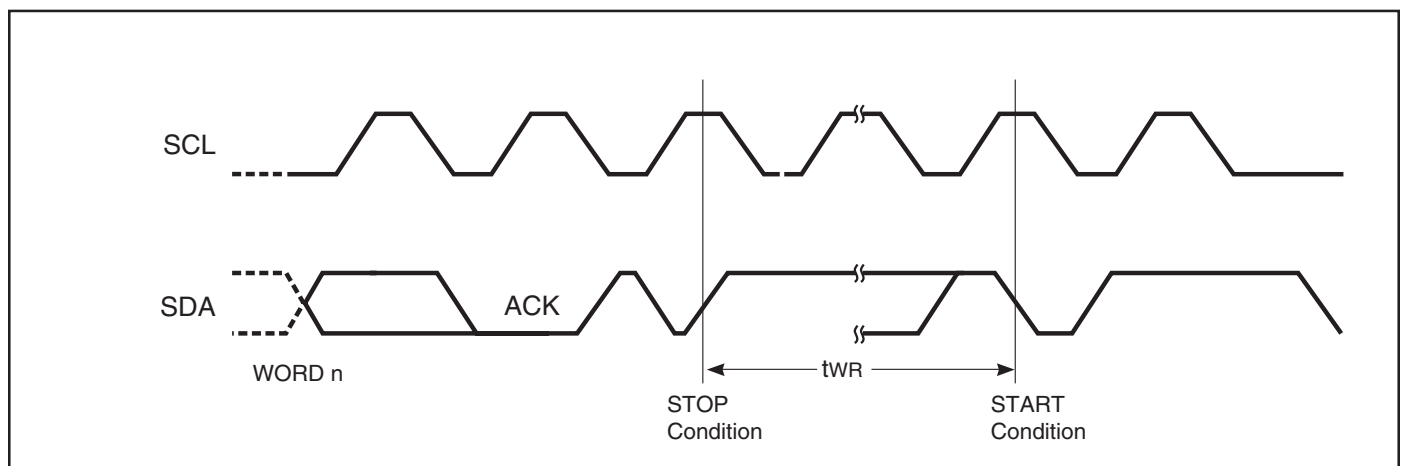 SCL
SDA
ACK
WORD n
tWR
STOP
Condition
START
Condition